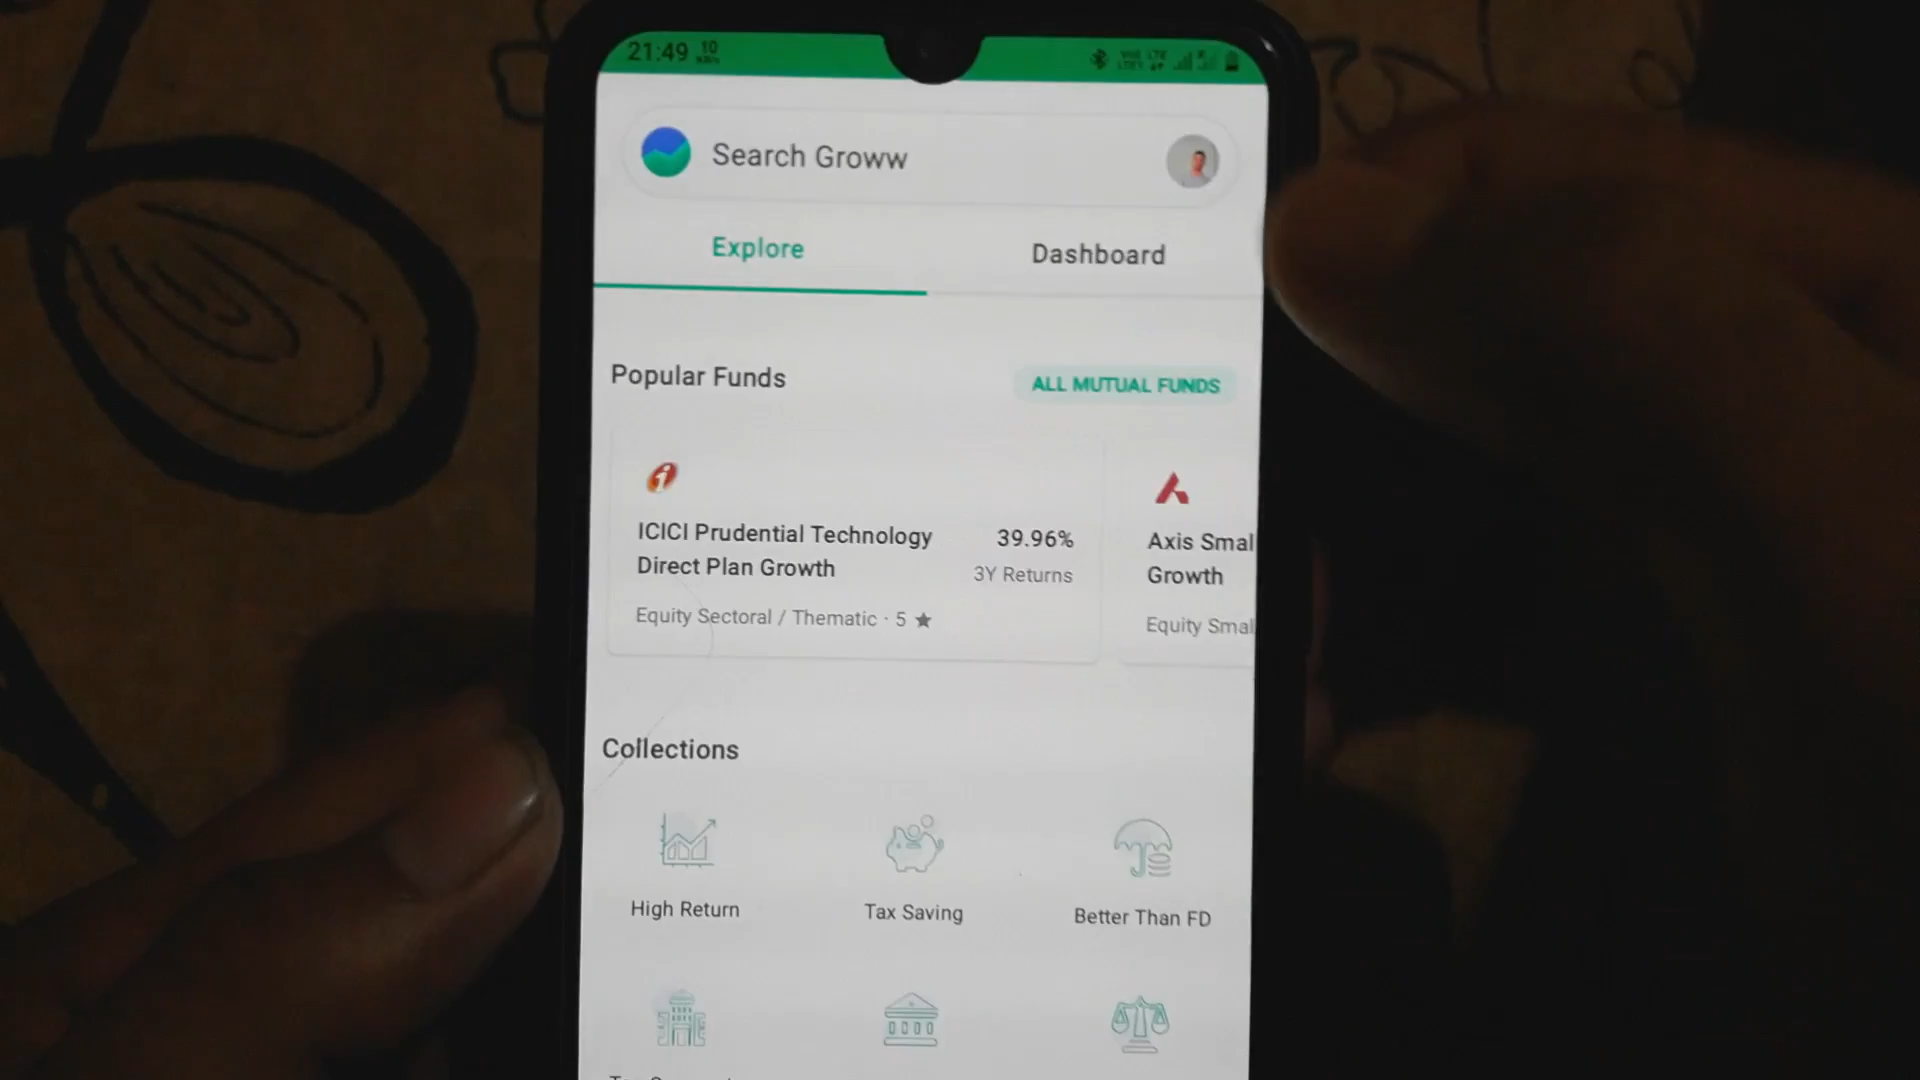 21:49 10 KB/s
Search Groww
Explore Dashboard
Popular Funds ALL MUTUAL FUNDS
ICICI Prudential Technology 39.96%
Direct Plan Growth 3Y Returns
Equity Sectoral / Thematic · 5 ★
Axis Smal
Growth
Equity Smal
Collections
High Return Tax Saving Better Than FD